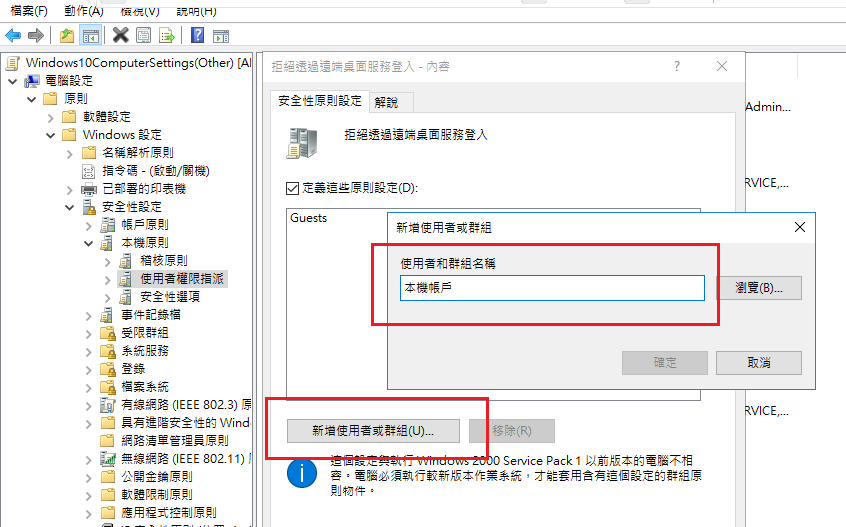 檔案(F) 動作(A) 檢視(V) 說明(H)
Windows10ComputerSettings(Other) [AI
電腦設定
原則
軟體設定
Windows 設定
名稱解析原則
指令碼 - (啟動/關機)
已部署的印表機
安全性設定
帳戶原則
本機原則
稽核原則
使用者權限指派
安全性選項
事件記錄檔
受限群組
系統服務
登錄
檔案系統
有線網路 (IEEE 802.3) 原
具有進階安全性的 Wind
網路清單管理員原則
無線網路 (IEEE 802.11) 原
公開金鑰原則
軟體限制原則
應用程式控制原則
拒絕透過遠端桌面服務登入 - 內容
安全性原則設定 解說
拒絕透過遠端桌面服務登入
定義這些原則設定(D):
Guests
新增使用者或群組
使用者和群組名稱
本機帳戶
瀏覽(B)...
確定 取消
新增使用者或群組(U)... 移除(R)
這個設定與執行 Windows 2000 Service Pack 1 以前版本的電腦不相
容。電腦必須執行較新版本作業系統，才能套用含有這個設定的群組原
則物件。
Admin...
RVICE,...
RVICE,...